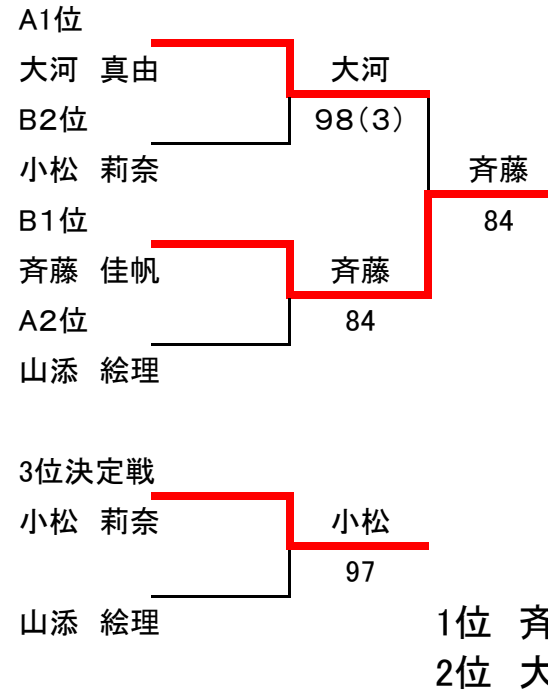 A1位
大河 真由 大河
B2位 98(3)
小松 莉奈 斉藤
B1位 84
斉藤 佳帆 斉藤
A2位 84
山添 絵理
3位決定戦
小松 莉奈 小松
97
山添 絵理 1位 斉
2位 大